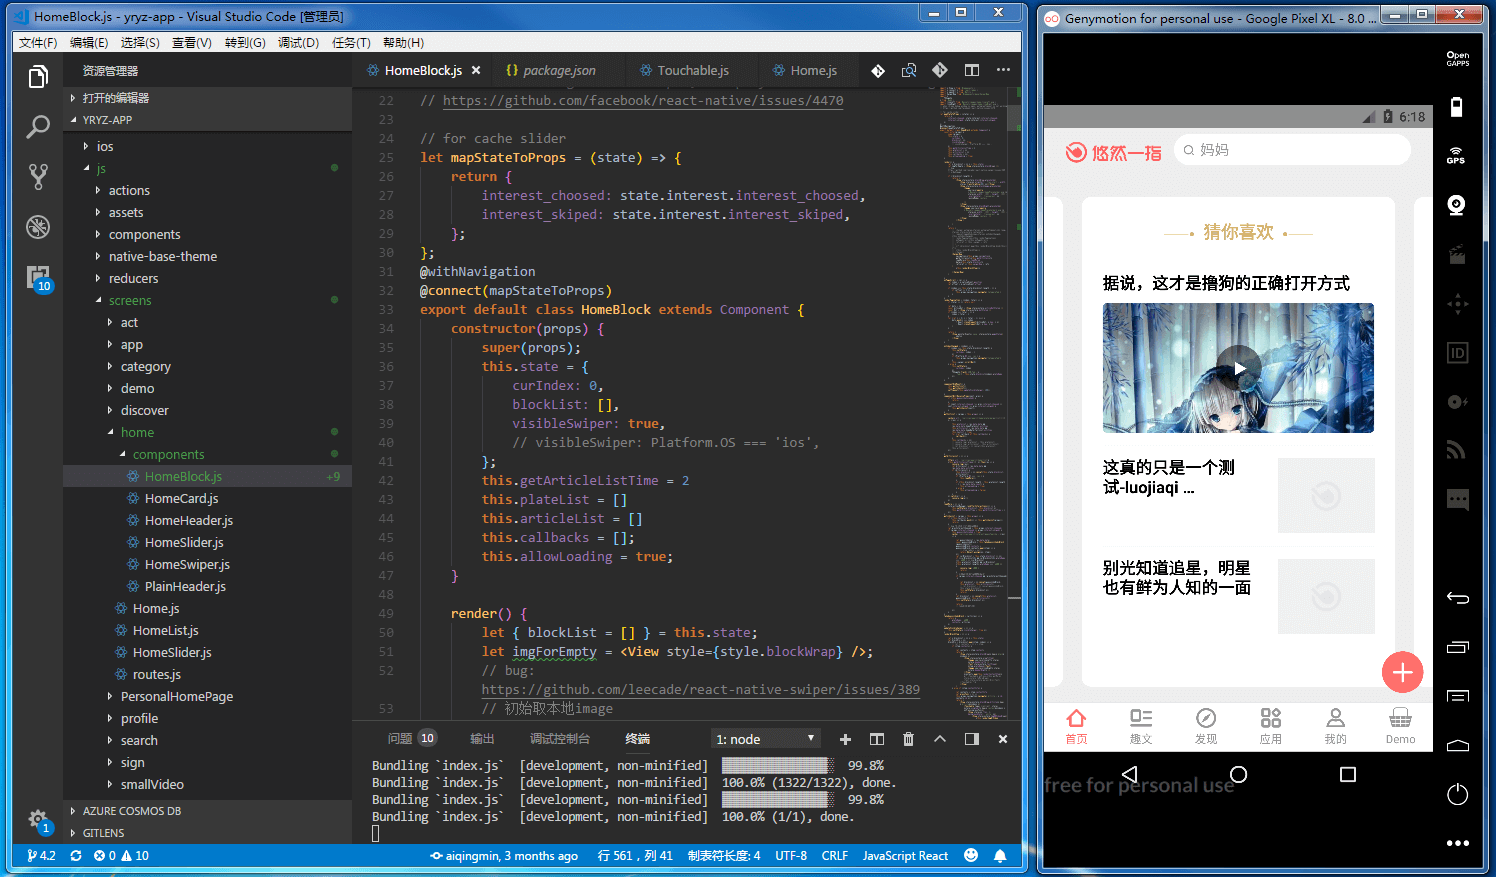 HomeBlock.js - yryz-app - Visual Studio Code [管理员]
文件(F) 编辑(E) 选择(S) 查看(V) 转到(G) 调试(D) 任务(T) 帮助(H)
资源管理器
打开的编辑器
YRYZ-APP
ios
js
actions
assets
components
native-base-theme
reducers
screens
act
app
category
demo
discover
home
components
HomeBlock.js +9
HomeCard.js
HomeHeader.js
HomeSlider.js
HomeSwiper.js
PlainHeader.js
Home.js
HomeList.js
HomeSlider.js
routes.js
PersonalHomePage
profile
search
sign
smallVideo
AZURE COSMOS DB
GITLENS
10
1
HomeBlock.js package.json Touchable.js Home.js
22 // https://github.com/facebook/react-native/issues/4470
23
24 // for cache slider
25 let mapStateToProps = (state) => {
26 return {
27 interest_choosed: state.interest.interest_choosed,
28 interest_skiped: state.interest.interest_skiped,
29 };
30 };
31 @withNavigation
32 @connect(mapStateToProps)
33 export default class HomeBlock extends Component {
34 constructor(props) {
35 super(props);
36 this.state = {
37 curIndex: 0,
38 blockList: [],
39 visibleSwiper: true,
40 // visibleSwiper: Platform.OS === 'ios',
41 };
42 this.getArticleListTime = 2
43 this.plateList = []
44 this.articleList = []
45 this.callbacks = [];
46 this.allowLoading = true;
47 }
48
49 render() {
50 let { blockList = [] } = this.state;
51 let imgForEmpty = <View style={style.blockWrap} />;
52 // bug:
https://github.com/leecade/react-native-swiper/issues/389
53 // 初始取本地image
问题 10 输出 调试控制台 终端 1: node
Bundling `index.js` [development, non-minified] 99.8%
Bundling `index.js` [development, non-minified] 100.0% (1322/1322), done.
Bundling `index.js` [development, non-minified] 99.8%
Bundling `index.js` [development, non-minified] 100.0% (1/1), done.
4.2 0 10 aiqingmin, 3 months ago 行 561，列 41 制表符长度: 4 UTF-8 CRLF JavaScript React
Genymotion for personal use - Google Pixel XL - 8.0 ...
Open
GAPPS
GPS
ID
6:18
悠然一指 妈妈
猜你喜欢
据说，这才是撸狗的正确打开方式
这真的只是一个测
试-luojiaqi ...
别光知道追星，明星
也有鲜为人知的一面
首页 趣文 发现 应用 我的 Demo
free for personal use